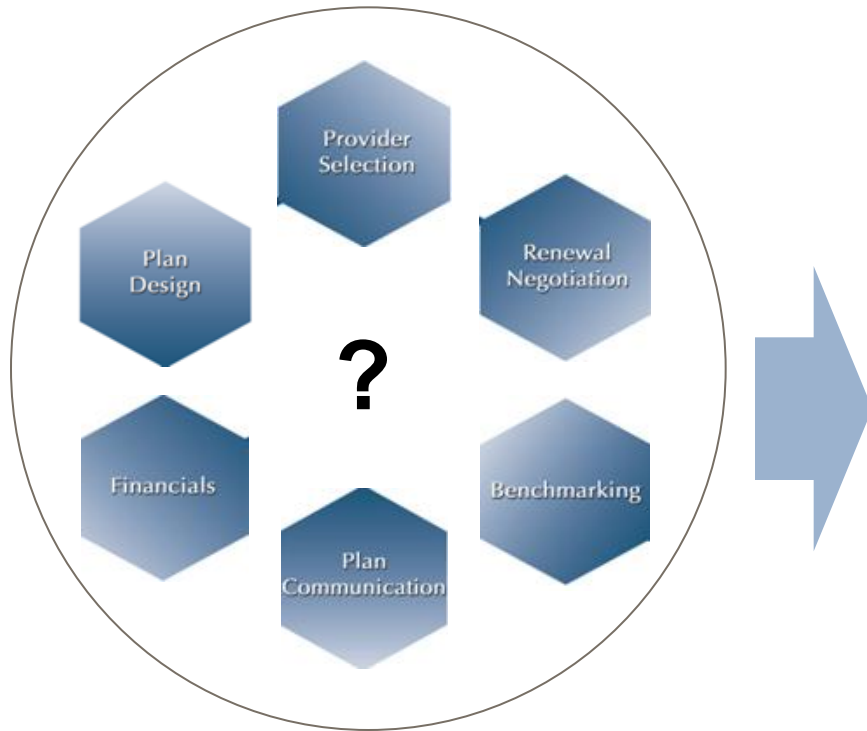 Provider
Selection
Plan
Design
Renewal
Negotiation
?
Financials
Benchmarking
Plan
Communication